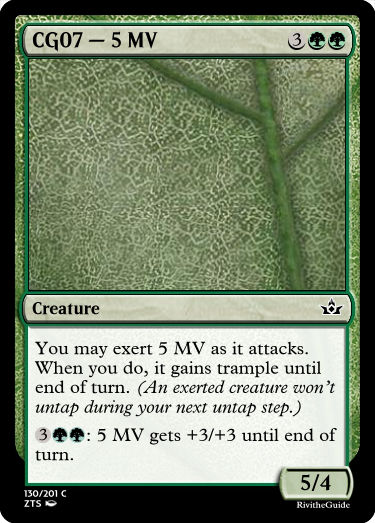 CG07 — 5 MV 3
Creature
You may exert 5 MV as it attacks.
When you do, it gains trample until
end of turn. (An exerted creature won't
untap during your next untap step.)
3: 5 MV gets +3/+3 until end of
turn.
5/4
130/201 C
ZTS
RivitheGuide